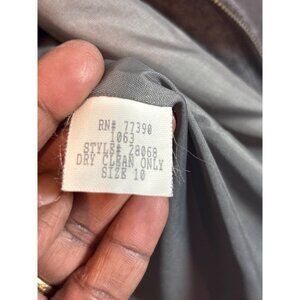 RN# 77390
1063
STYLE# 28068
DRY CLEAN ONLY
SIZE 10